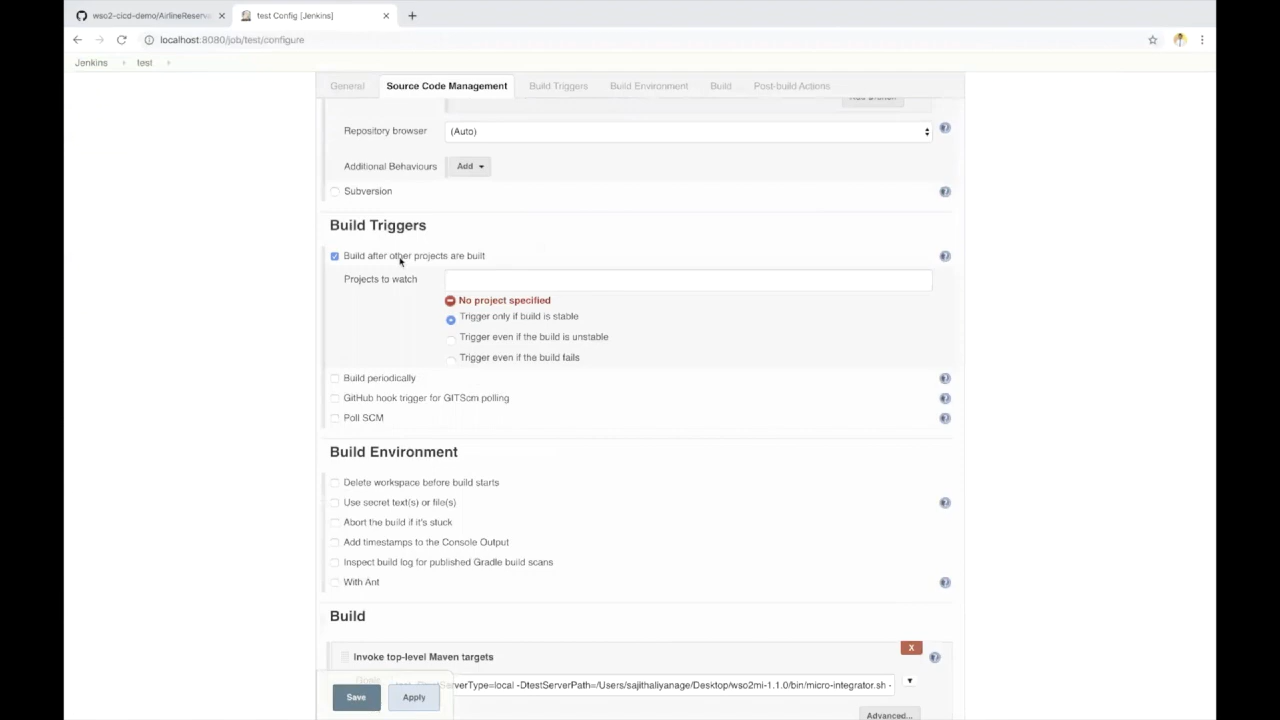 wso2-cicd-demo/AirlineReserva
test Config [Jenkins]
localhost:8080/job/test/configure
Jenkins
test
General
Source Code Management
Build Triggers
Build Environment
Build
Post-build Actions
Repository browser
(Auto)
Additional Behaviours
Add
Subversion
Build Triggers
Build after other projects are built
Projects to watch
No project specified
Trigger only if build is stable
Trigger even if the build is unstable
Trigger even if the build fails
Build periodically
GitHub hook trigger for GITScm polling
Poll SCM
Build Environment
Delete workspace before build starts
Use secret text(s) or file(s)
Abort the build if it's stuck
Add timestamps to the Console Output
Inspect build log for published Gradle build scans
With Ant
Build
X
Invoke top-level Maven targets
Goals
ServerType=local -DtestServerPath=/Users/sajithaliyanage/Desktop/wso2mi-1.1.0/bin/micro-integrator.sh -
Save
Apply
Advanced...